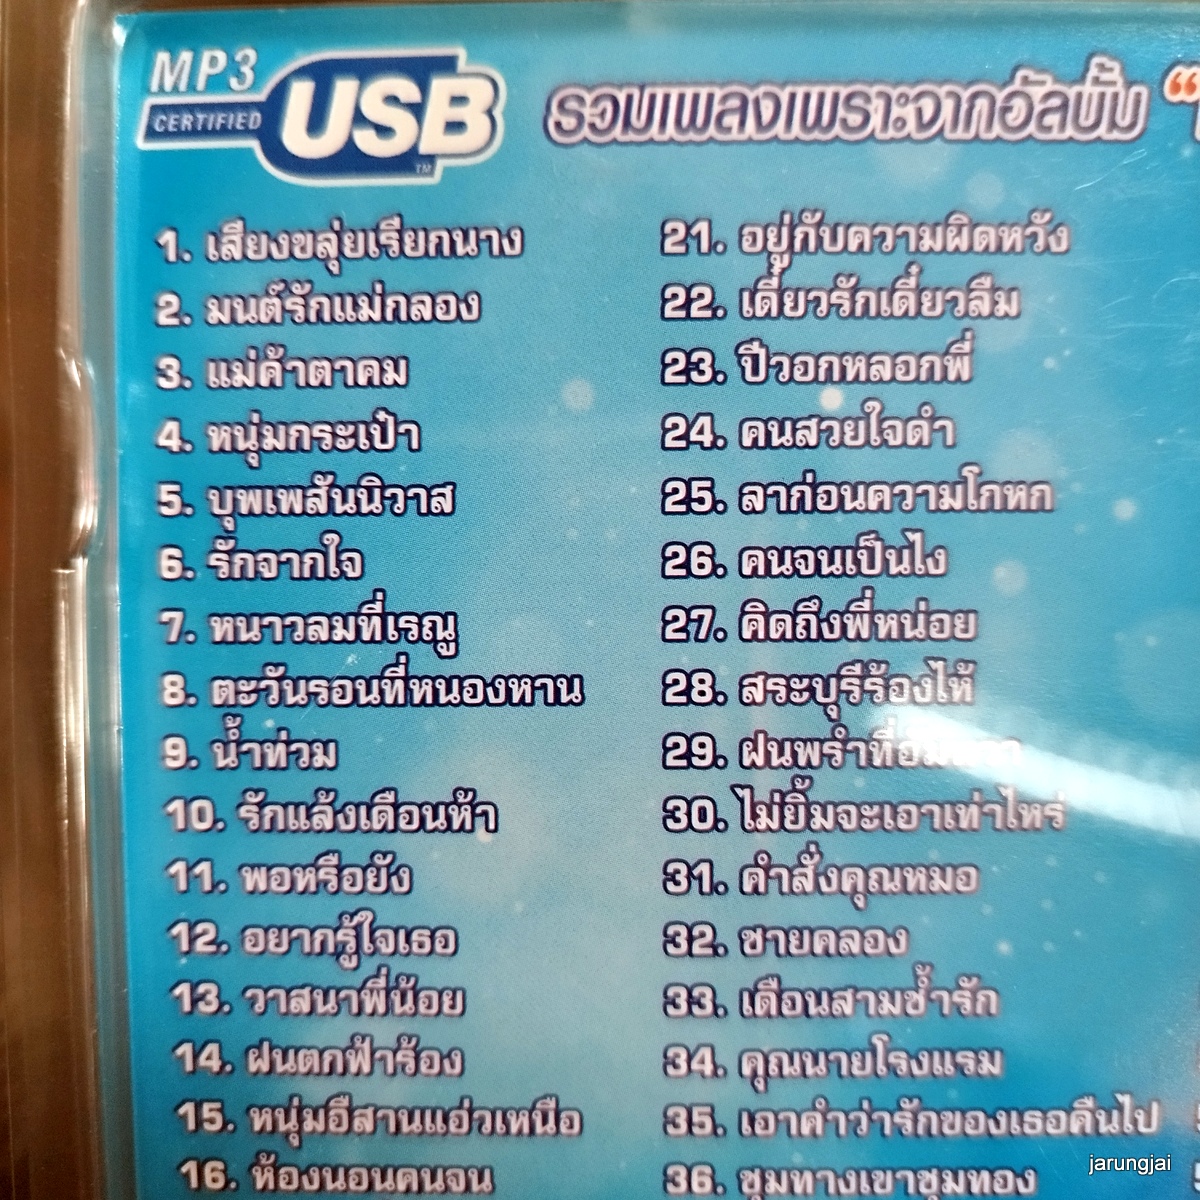 MP3
CERTIFIED
USB
TM
รวมเพลงเพราะจากอัลบั้ม "
1. เสียงขลุ่ยเรียกนาง
2. มนต์รักแม่กลอง
3. แม่ค้าตาคม
4. หนุ่มกระเป๋า
5. บุพเพสันนิวาส
6. รักจากใจ
7. หนาวลมที่เรณู
8. ตะวันรอนที่หนองหาน
9. น้ำท่วม
10. รักแล้งเดือนห้า
11. พอหรือยัง
12. อยากรู้ใจเธอ
13. วาสนาพี่น้อย
14. ฝนตกฟ้าร้อง
15. หนุ่มอีสานแอ่วเหนือ
16. ห้องนอนคนจน
21. อยู่กับความผิดหวัง
22. เดี๋ยวรักเดี๋ยวลืม
23. ปีวอกหลอกพี่
24. คนสวยใจดำ
25. ลาก่อนความโกหก
26. คนจนเป็นไง
27. คิดถึงพี่หน่อย
28. สระบุรีร้องไห้
29. ฝนพรำที่
30. ไม่ยิ้มจะเอาเท่าไหร่
31. คำสั่งคุณหมอ
32. ชายคลอง
33. เดือนสามช้ำรัก
34. คุณนายโรงแรม
35. เอาคำว่ารักของเธอคืนไป
36. ชุมทางเขาชุมทอง
jarungjai